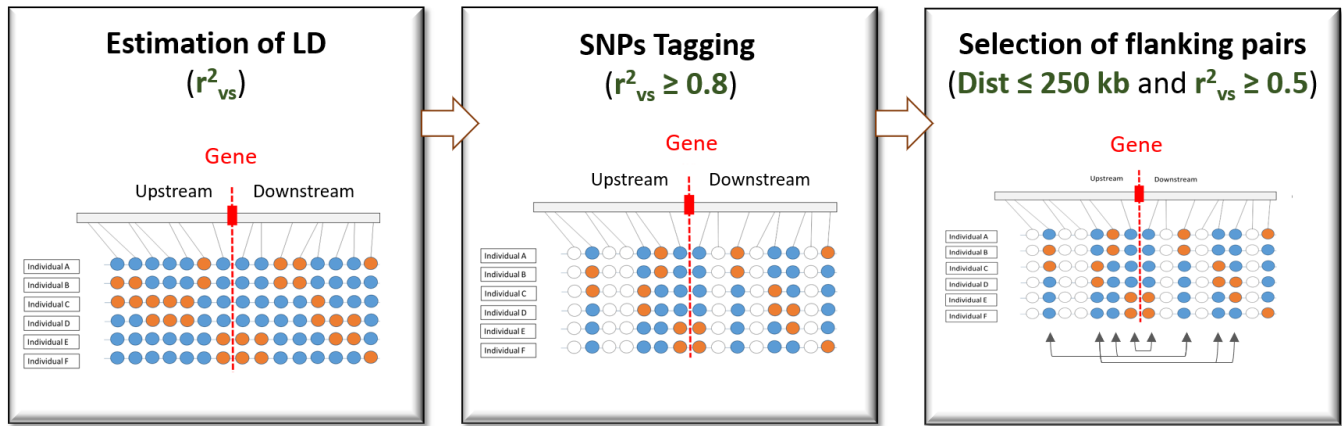 Estimation of LD
(r²vs)
Gene
Upstream Downstream
Individual A
Individual B
Individual C
Individual D
Individual E
Individual F
SNPs Tagging
(r²vs ≥ 0.8)
Gene
Upstream Downstream
Individual A
Individual B
Individual C
Individual D
Individual E
Individual F
Selection of flanking pairs
(Dist ≤ 250 kb and r²vs ≥ 0.5)
Gene
Upstream Downstream
Individual A
Individual B
Individual C
Individual D
Individual E
Individual F